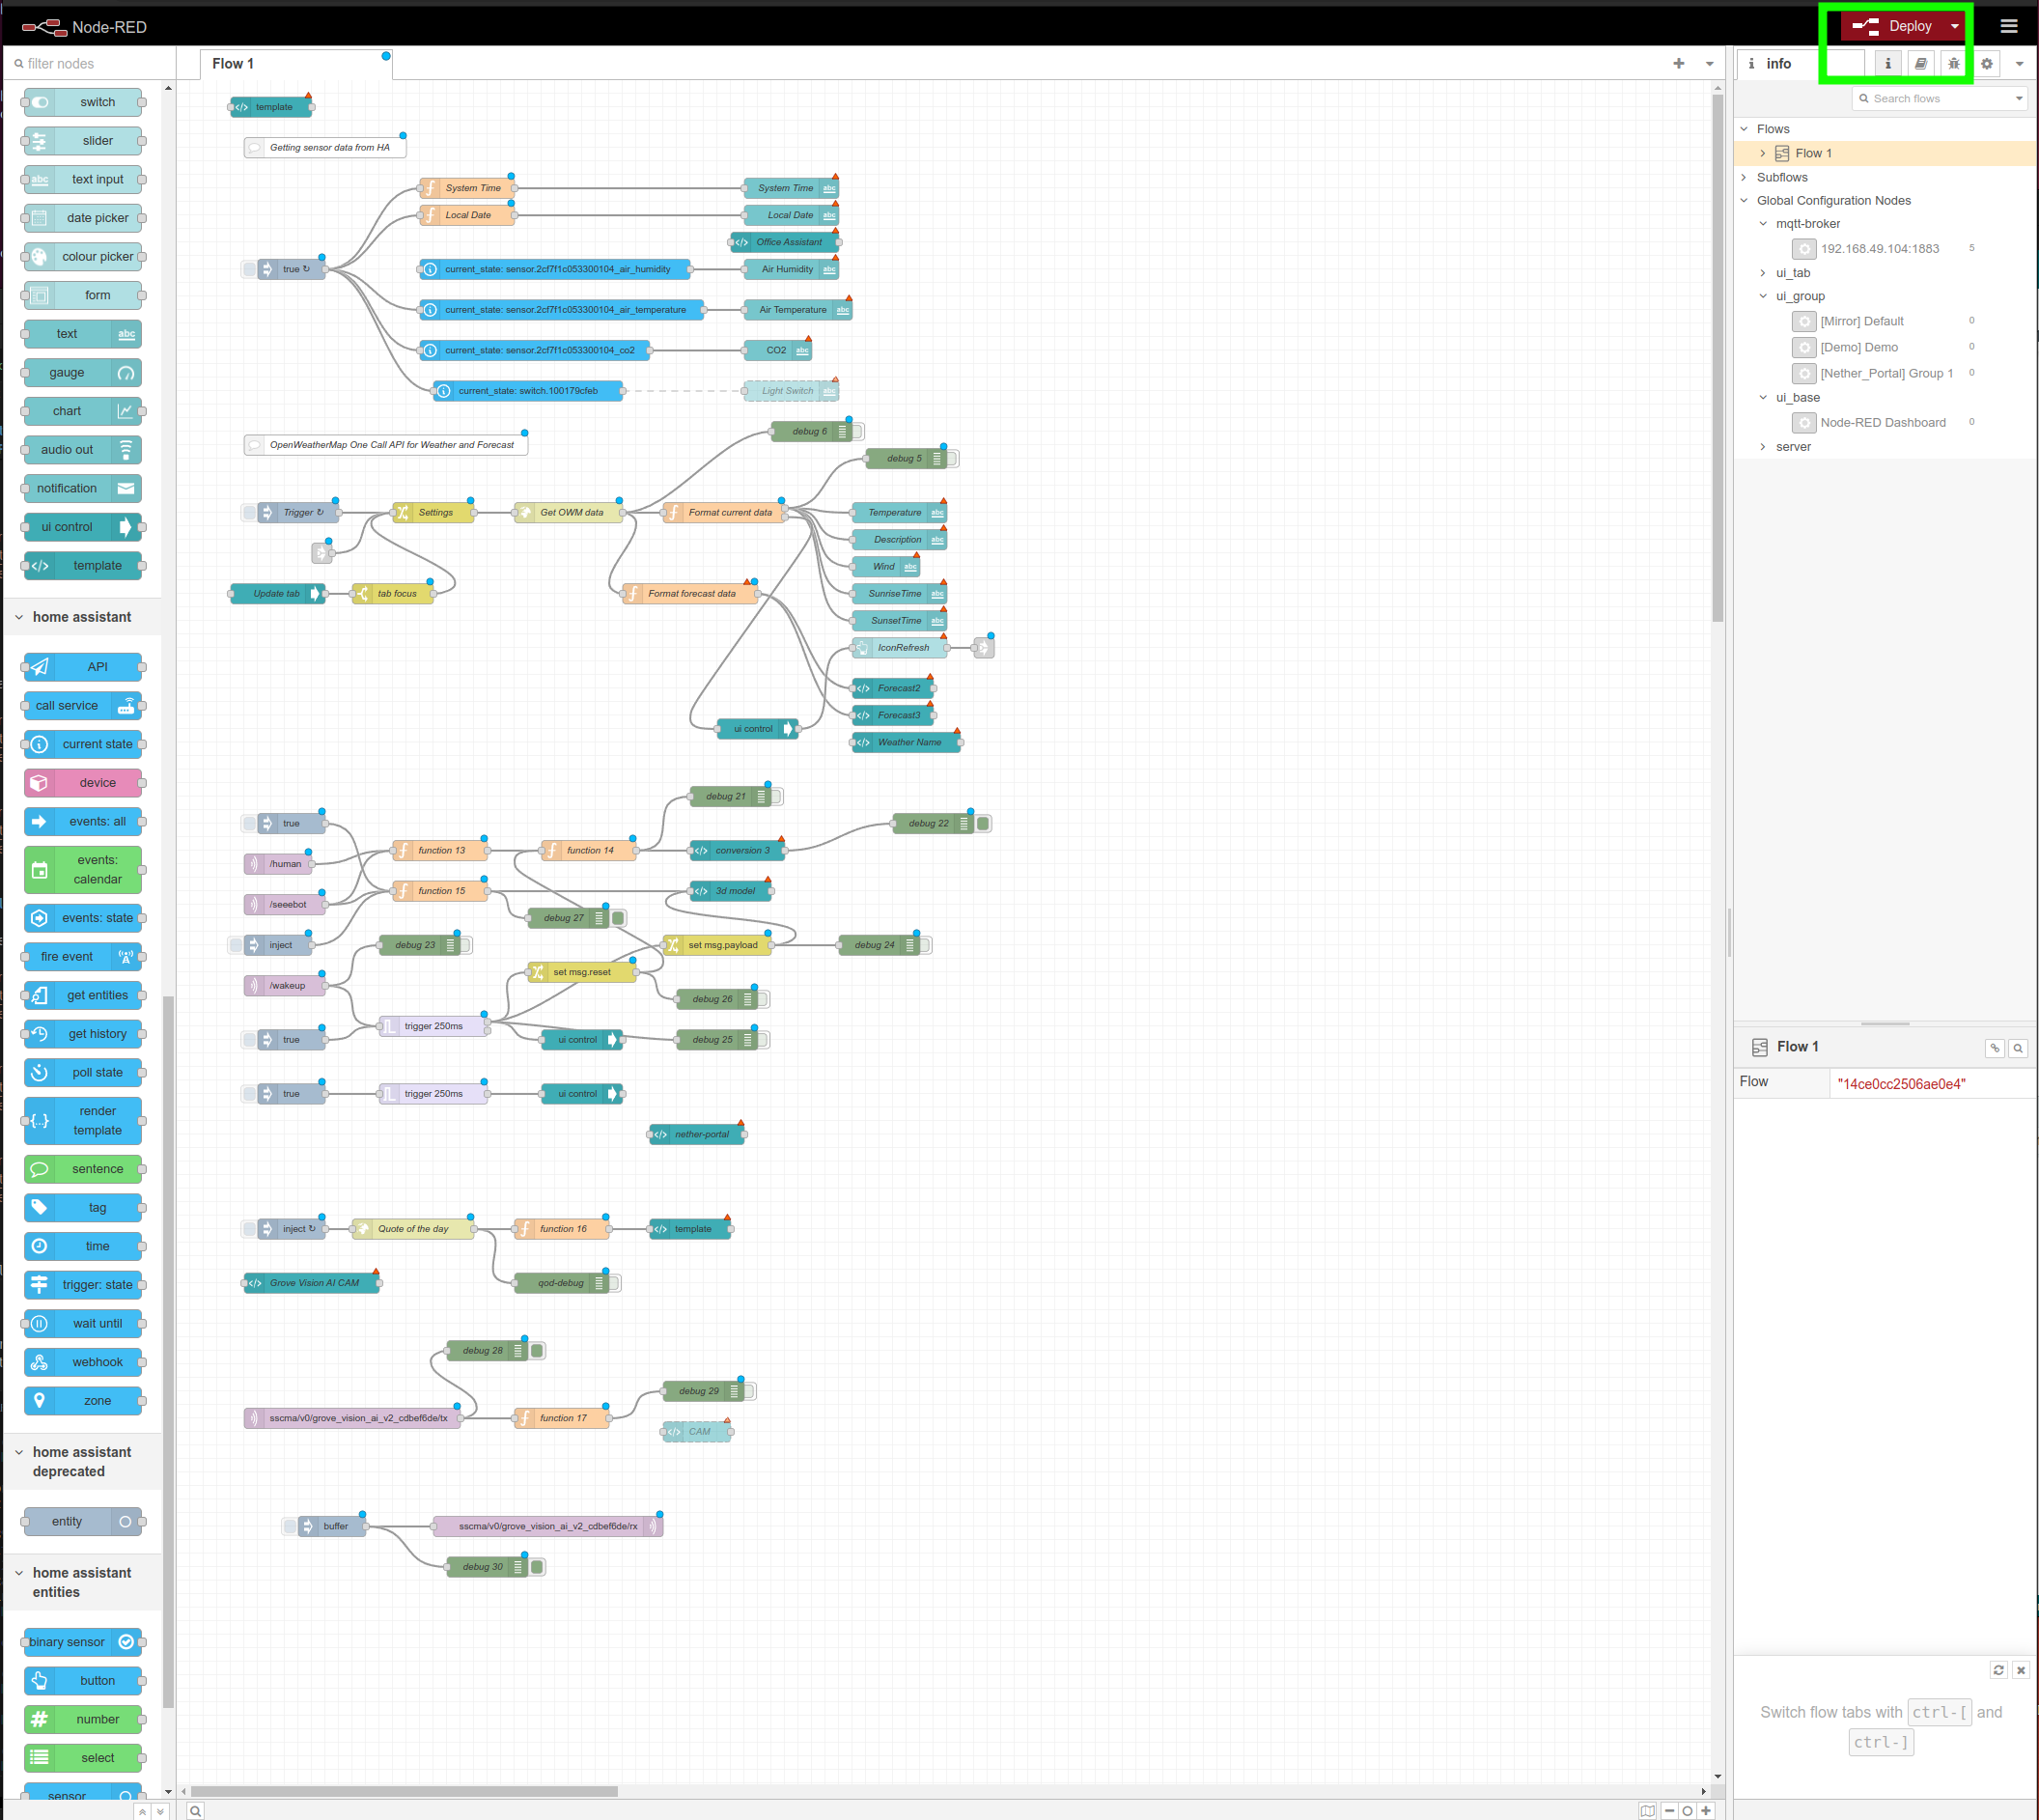 Node-RED
Deploy
filter nodes
Flow 1
info
switch
slider
text input
date picker
colour picker
form
text
gauge
chart
audio out
notification
ui control
template
home assistant
API
call service
current state
device
events: all
events:
calendar
events: state
fire event
get entities
get history
poll state
render
template
sentence
tag
time
trigger: state
wait until
webhook
zone
home assistant
deprecated
entity
home assistant
entities
binary sensor
button
number
select
sensor
template
Getting sensor data from HA
System Time
System Time
Local Date
Local Date
Office Assistant
true ↻
current_state: sensor.2cf7f1c053300104_air_humidity
Air Humidity
current_state: sensor.2cf7f1c053300104_air_temperature
Air Temperature
current_state: sensor.2cf7f1c053300104_co2
CO2
current_state: switch.100179cfeb
Light Switch
OpenWeatherMap One Call API for Weather and Forecast
debug 6
debug 5
Trigger ↻
Settings
Get OWM data
Format current data
Temperature
Description
Wind
Update tab
tab focus
Format forecast data
SunriseTime
SunsetTime
IconRefresh
Forecast2
Forecast3
ui control
Weather Name
debug 21
true
debug 22
function 13
function 14
conversion 3
/human
function 15
3d model
/seeebot
debug 27
inject
debug 23
set msg.payload
debug 24
set msg.reset
/wakeup
debug 26
trigger 250ms
true
ui control
debug 25
true
trigger 250ms
ui control
nether-portal
inject ↻
Quote of the day
function 16
template
Grove Vision AI CAM
qod-debug
debug 28
debug 29
sscma/v0/grove_vision_ai_v2_cdbef6de/tx
function 17
CAM
buffer
sscma/v0/grove_vision_ai_v2_cdbef6de/rx
debug 30
Search flows
Flows
Flow 1
Subflows
Global Configuration Nodes
mqtt-broker
192.168.49.104:1883 5
ui_tab
ui_group
[Mirror] Default 0
[Demo] Demo 0
[Nether_Portal] Group 1 0
ui_base
Node-RED Dashboard 0
server
Flow 1
Flow "14ce0cc2506ae0e4"
Switch flow tabs with ctrl-[ and
ctrl-]